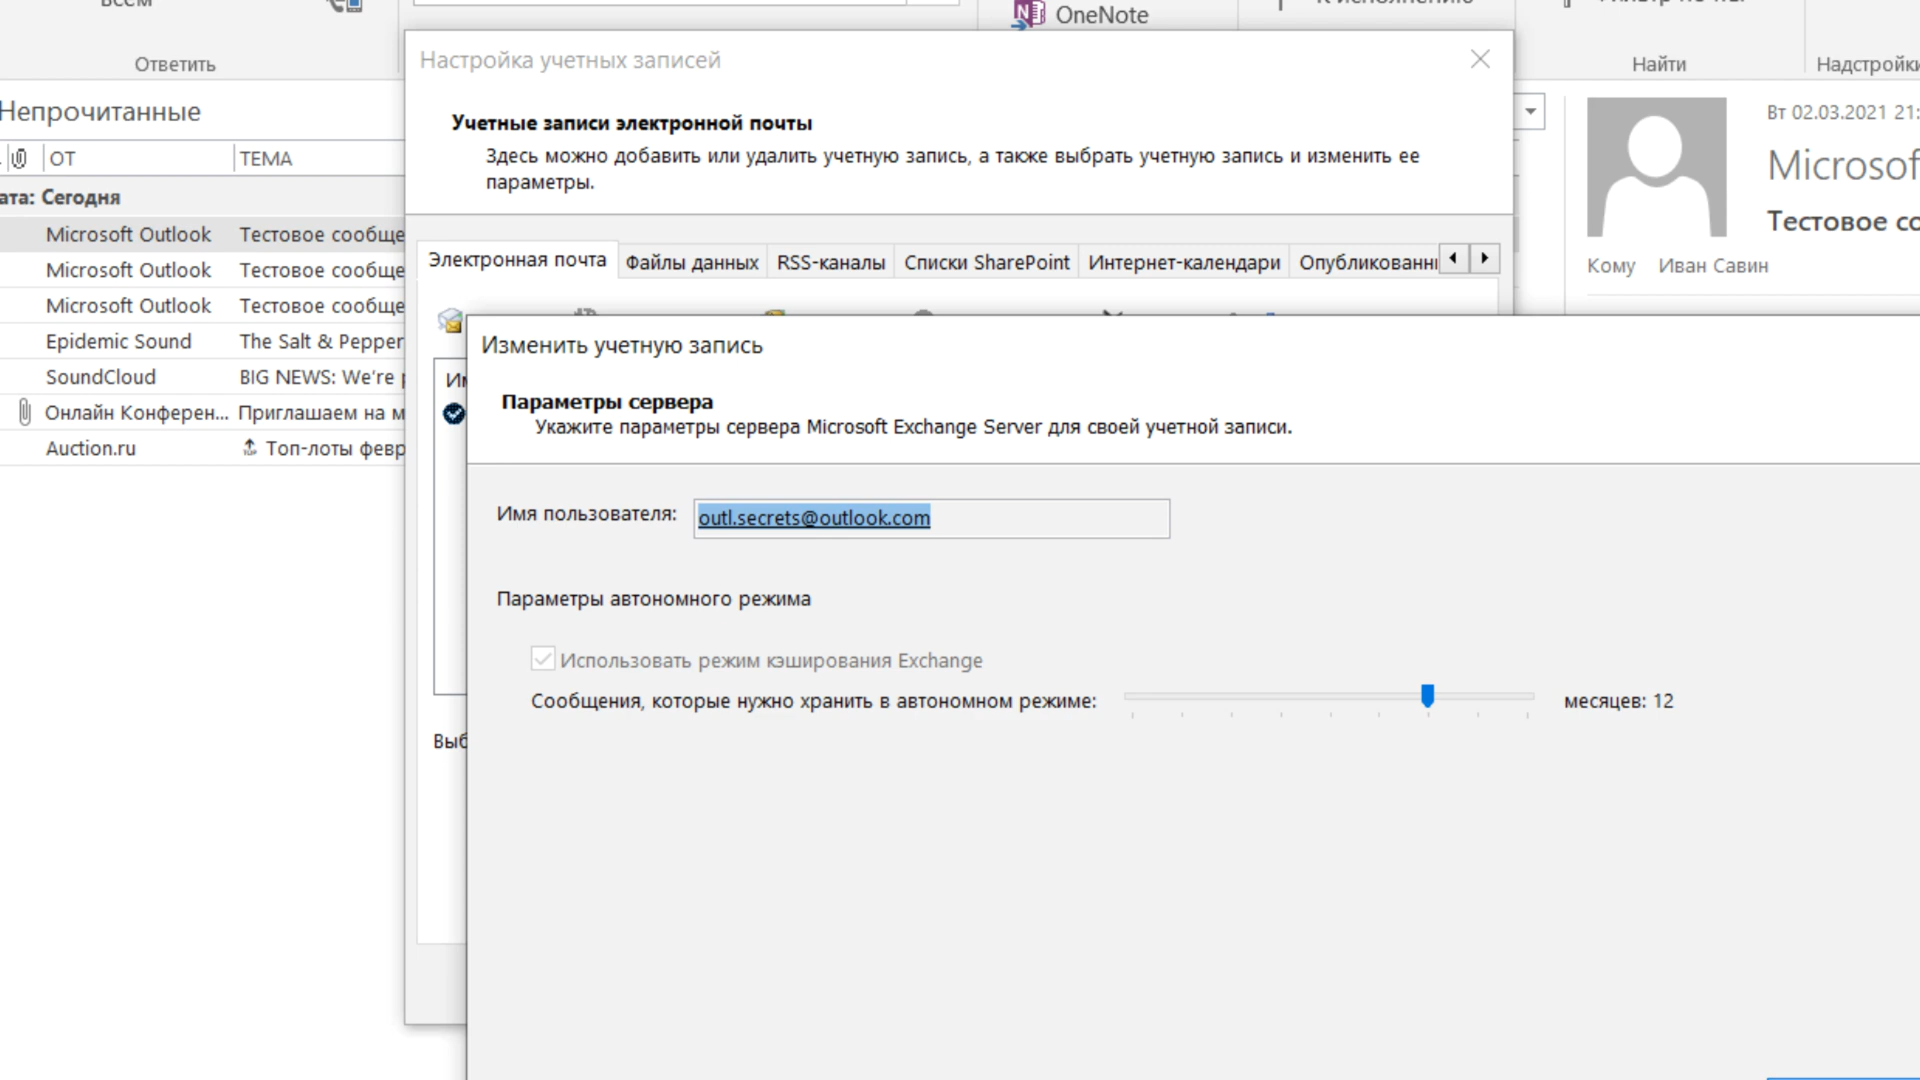 всем
OneNote
К исполнению
Ответить
Найти
Надстройки
Непрочитанные
ОТ
ТЕМА
Сегодня
Microsoft Outlook Тестовое сообще
Microsoft Outlook Тестовое сообще
Microsoft Outlook Тестовое сообще
Epidemic Sound The Salt & Pepper
SoundCloud BIG NEWS: We're
Онлайн Конферен... Приглашаем на м
Auction.ru Топ-лоты февр
Настройка учетных записей
Учетные записи электронной почты
Здесь можно добавить или удалить учетную запись, а также выбрать учетную запись и изменить ее
параметры.
Электронная почта Файлы данных RSS-каналы Списки SharePoint Интернет-календари Опубликованн
Вт 02.03.2021 21:
Microsof
Тестовое со
Кому Иван Савин
Изменить учетную запись
Параметры сервера
Укажите параметры сервера Microsoft Exchange Server для своей учетной записи.
Имя пользователя: outl.secrets@outlook.com
Параметры автономного режима
Использовать режим кэширования Exchange
Сообщения, которые нужно хранить в автономном режиме: месяцев: 12
Выб